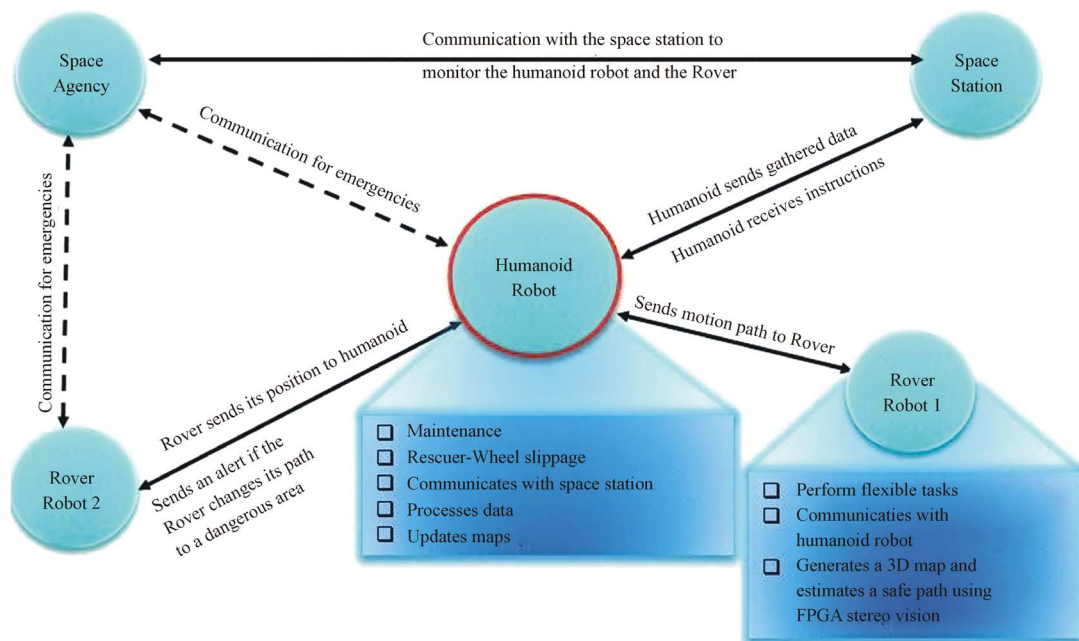 Space
Agency
Communication with the space station to
monitor the humanoid robot and the Rover
Space
Station
Communication for emergencies
Humanoid sends gathered data
Humanoid receives instructions
Communication for emergencies
Humanoid
Robot
Sends motion path to Rover
Rover sends its position to humanoid
Sends an alert if the
Rover changes its path
to a dangerous area
Rover
Robot 1
Rover
Robot 2
Maintenance
Rescuer-Wheel slippage
Communicates with space station
Processes data
Updates maps
Perform flexible tasks
Communicaties with
humanoid robot
Generates a 3D map and
estimates a safe path using
FPGA stereo vision